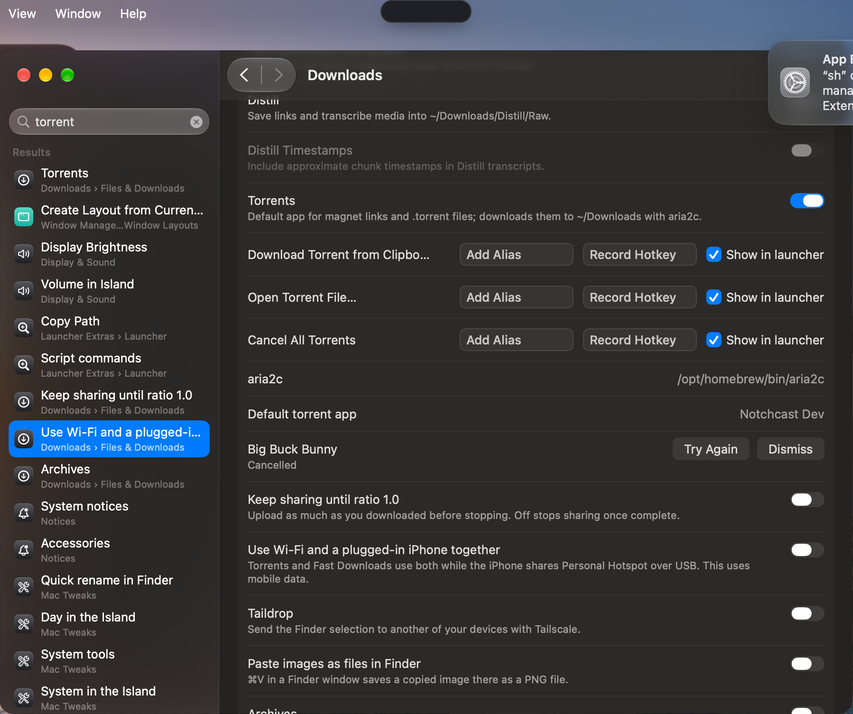 View Window Help
Downloads
App
"sh"
mana
Exten
torrent
Results
Torrents
Downloads › Files & Downloads
Create Layout from Curren...
Window Manage...Window Layouts
Display Brightness
Display & Sound
Volume in Island
Display & Sound
Copy Path
Launcher Extras › Launcher
Script commands
Launcher Extras › Launcher
Keep sharing until ratio 1.0
Downloads › Files & Downloads
Use Wi-Fi and a plugged-i...
Downloads › Files & Downloads
Archives
Downloads › Files & Downloads
System notices
Notices
Accessories
Notices
Quick rename in Finder
Mac Tweaks
Day in the Island
Mac Tweaks
System tools
Mac Tweaks
System in the Island
Mac Tweaks
Distill
Save links and transcribe media into ~/Downloads/Distill/Raw.
Distill Timestamps
Include approximate chunk timestamps in Distill transcripts.
Torrents
Default app for magnet links and .torrent files; downloads them to ~/Downloads with aria2c.
Download Torrent from Clipbo... Add Alias Record Hotkey Show in launcher
Open Torrent File... Add Alias Record Hotkey Show in launcher
Cancel All Torrents Add Alias Record Hotkey Show in launcher
aria2c /opt/homebrew/bin/aria2c
Default torrent app Notchcast Dev
Big Buck Bunny Try Again Dismiss
Cancelled
Keep sharing until ratio 1.0
Upload as much as you downloaded before stopping. Off stops sharing once complete.
Use Wi-Fi and a plugged-in iPhone together
Torrents and Fast Downloads use both while the iPhone shares Personal Hotspot over USB. This uses
mobile data.
Taildrop
Send the Finder selection to another of your devices with Tailscale.
Paste images as files in Finder
⌘V in a Finder window saves a copied image there as a PNG file.
Archives